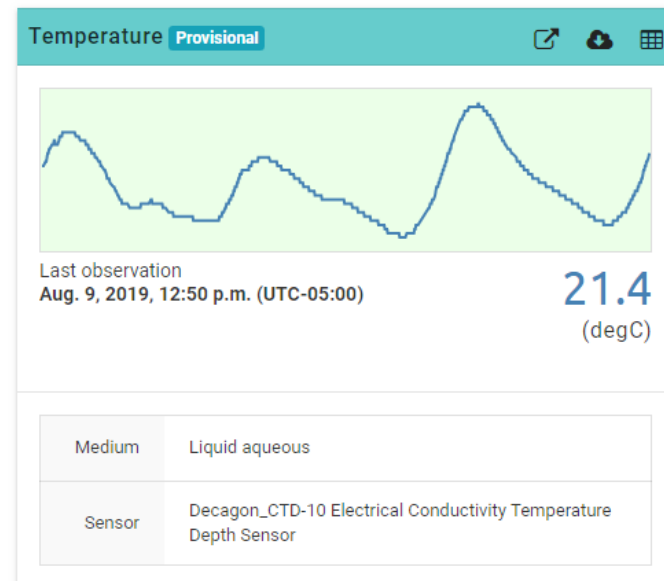 Temperature Provisional
Last observation
Aug. 9, 2019, 12:50 p.m. (UTC-05:00)
21.4
(degC)
Medium
Liquid aqueous
Sensor
Decagon_CTD-10 Electrical Conductivity Temperature
Depth Sensor